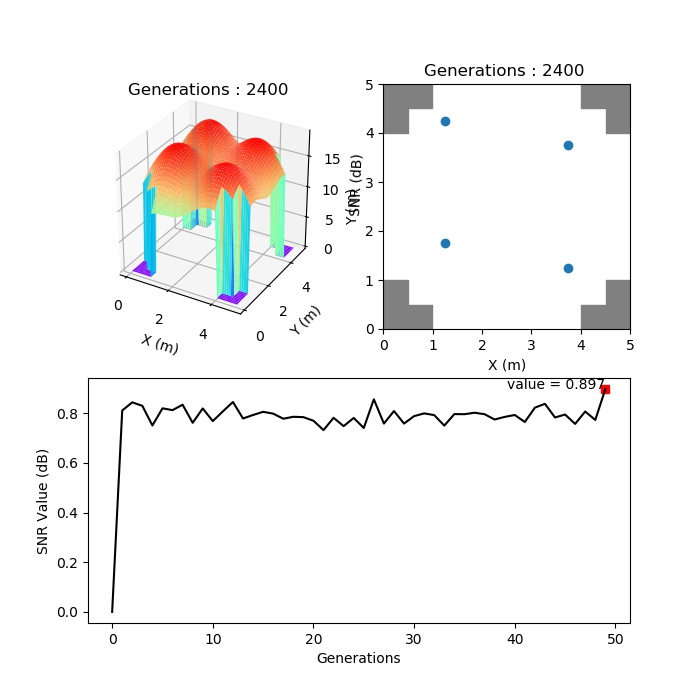 Generations : 2400
0
2
4
X (m)
0
2
4
Y (m)
0
5
10
15
SNR (dB)
Generations : 2400
0
1
2
3
4
5
Y (m)
0 1 2 3 4 5
X (m)
value = 0.897
0.0
0.2
0.4
0.6
0.8
SNR Value (dB)
0 10 20 30 40 50
Generations